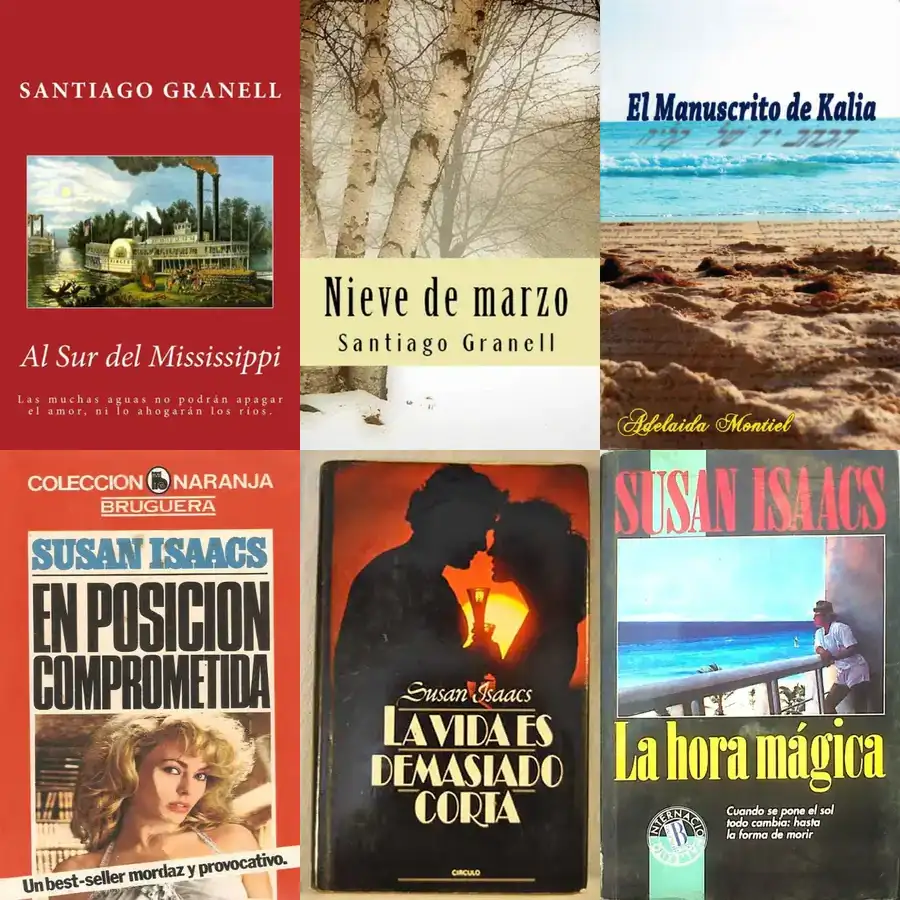 SANTIAGO GRANELL
Al Sur del Mississippi
Las muchas aguas no podrán apagar
el amor, ni lo ahogarán los ríos.
Nieve de marzo
Santiago Granell
El Manuscrito de Kalia
Adelaida Montiel
COLECCION NARANJA
BRUGUERA
SUSAN ISAACS
EN POSICION
COMPROMETIDA
Un best-seller mordaz y provocativo.
Susan Isaacs
LA VIDA ES
DEMASIADO
CORTA
CIRCULO
SUSAN ISAACS
La hora mágica
Cuando se pone el sol
todo cambia: hasta
la forma de morir